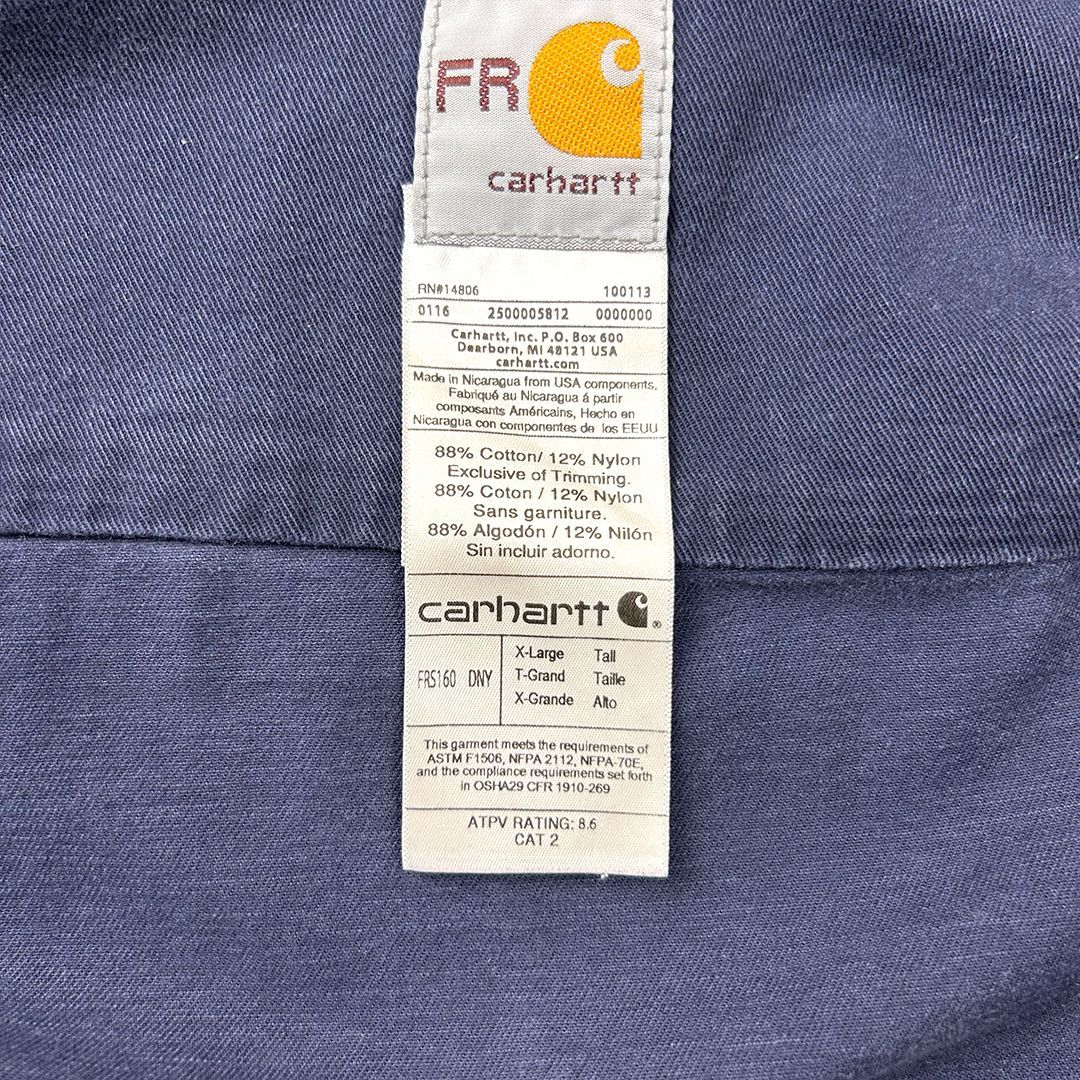 FR
carhartt
RN#14806 100113
0116 2500005812 0000000
Carhartt, Inc. P.O. Box 600
Dearborn, MI 48121 USA
carhartt.com
Made in Nicaragua from USA components,
Fabriqué au Nicaragua á partir
composants Américains, Hecho en
Nicaragua con componentes de los EEUU
88% Cotton/ 12% Nylon
Exclusive of Trimming.
88% Coton / 12% Nylon
Sans garniture.
88% Algodón / 12% Nilón
Sin incluir adorno.
carhartt ®
FRS160 DNY
X-Large Tall
T-Grand Taille
X-Grande Alto
This garment meets the requirements of
ASTM F1506, NFPA 2112, NFPA-70E,
and the compliance requirements set forth
in OSHA29 CFR 1910-269
ATPV RATING: 8.6
CAT 2